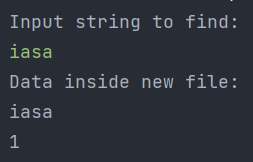 Input string to find:
iasa
Data inside new file:
iasa
1